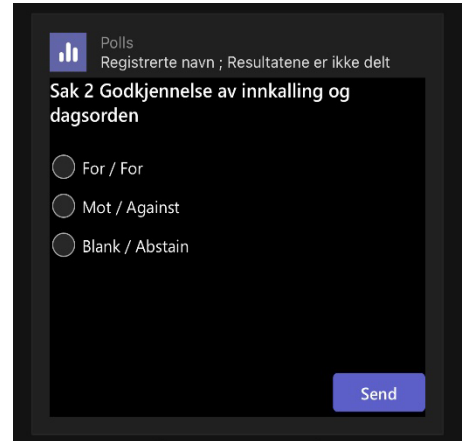 Polls
Registrerte navn ; Resultatene er ikke delt
Sak 2 Godkjennelse av innkalling og
dagsorden
For / For
Mot / Against
Blank / Abstain
Send